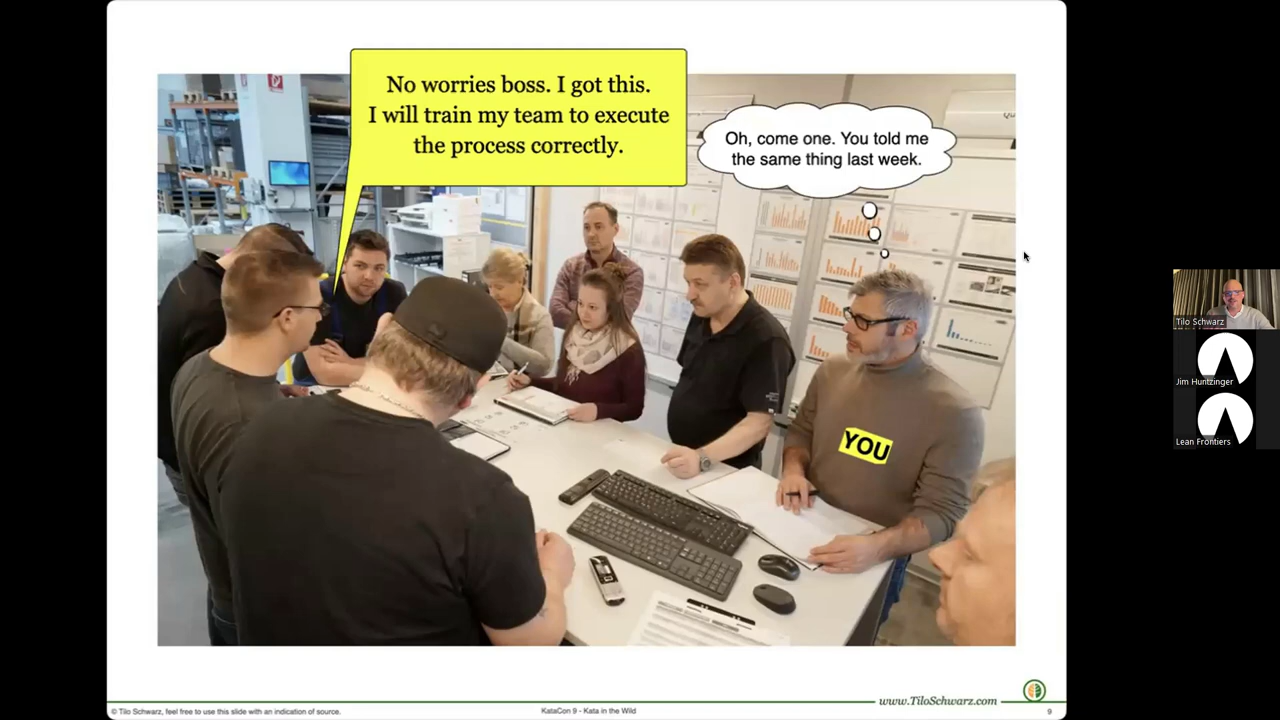 No worries boss. I got this.
I will train my team to execute
the process correctly.
Oh, come one. You told me
the same thing last week.
YOU
Tilo Schwarz
Jim Huntzinger
Lean Frontiers
www.TiloSchwarz.com
© Tilo Schwarz, feel free to use this slide with an indication of source.
KataCon 9 - Kata in the Wild
9